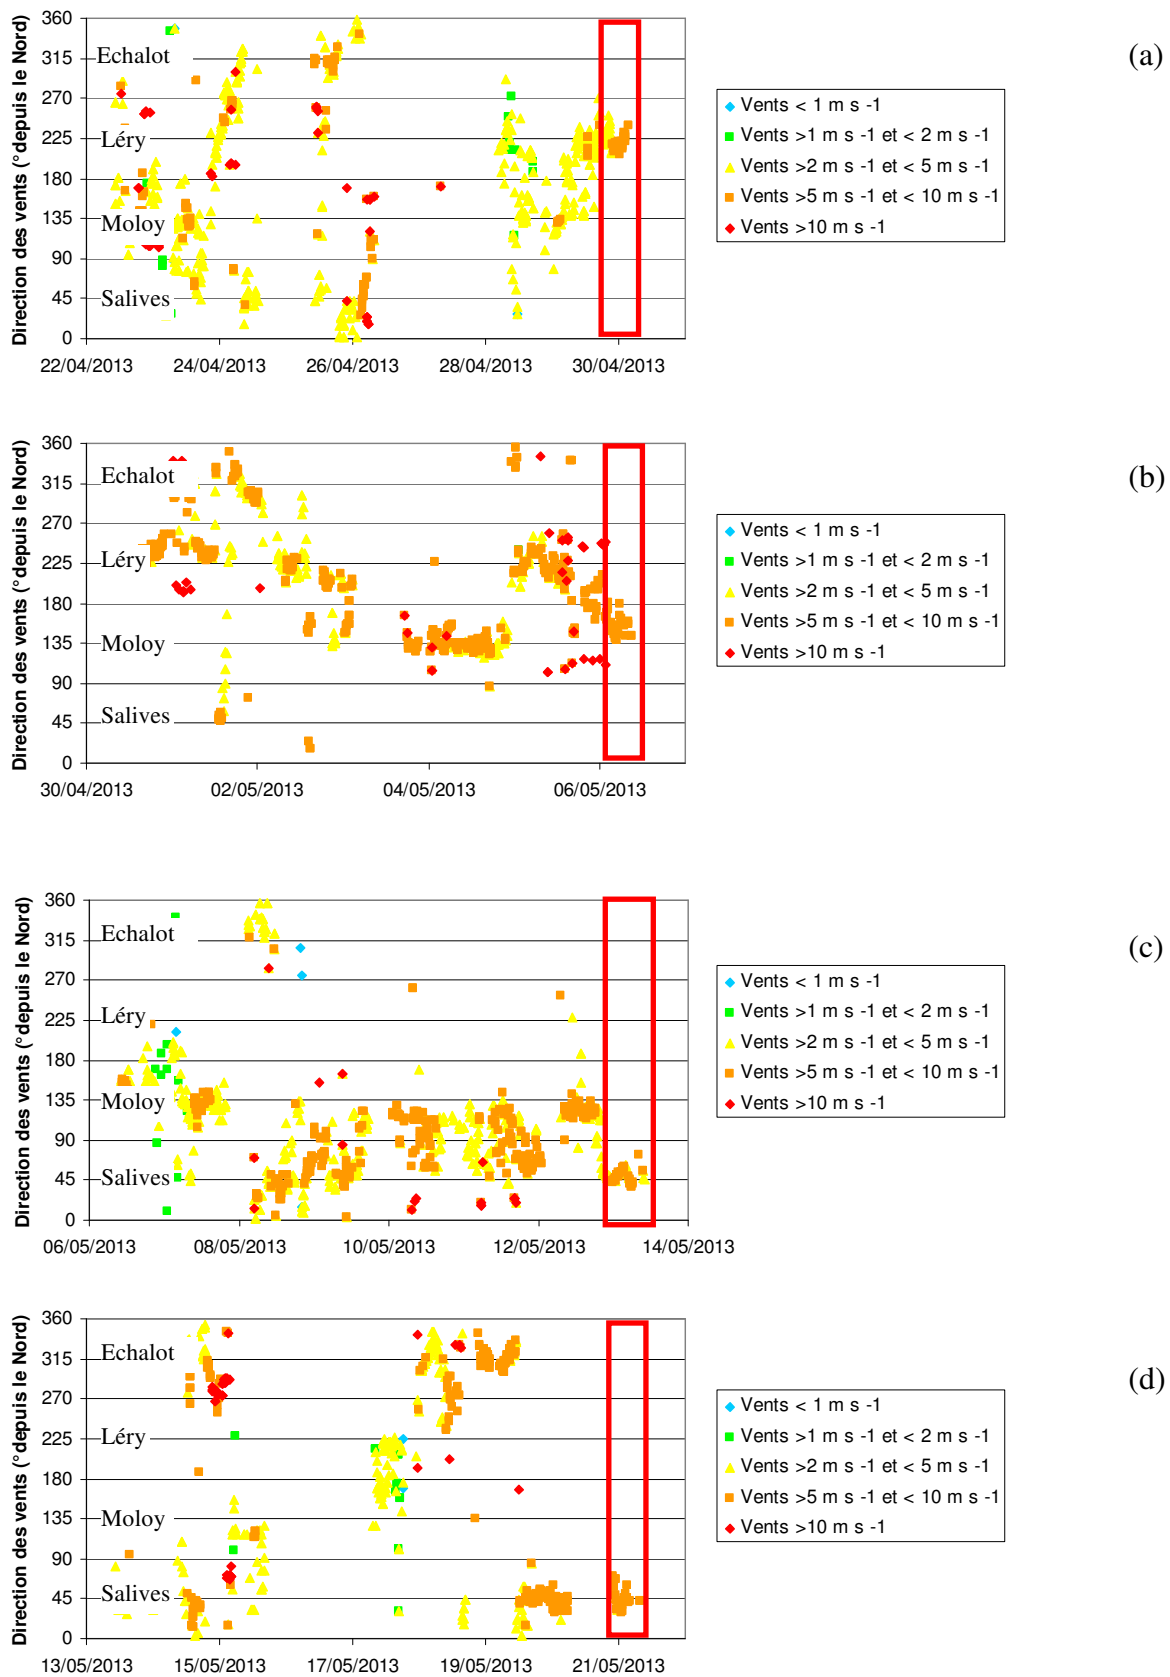 (a)
Direction des vents (°depuis le Nord)
360
315
270
225
180
135
90
45
0
Echalot
Léry
Moloy
Salives
22/04/2013
24/04/2013
26/04/2013
28/04/2013
30/04/2013
Vents < 1 m s -1
Vents >1 m s -1 et < 2 m s -1
Vents >2 m s -1 et < 5 m s -1
Vents >5 m s -1 et < 10 m s -1
Vents >10 m s -1
(b)
Direction des vents (°depuis le Nord)
360
315
270
225
180
135
90
45
0
Echalot
Léry
Moloy
Salives
30/04/2013
02/05/2013
04/05/2013
06/05/2013
Vents < 1 m s -1
Vents >1 m s -1 et < 2 m s -1
Vents >2 m s -1 et < 5 m s -1
Vents >5 m s -1 et < 10 m s -1
Vents >10 m s -1
(c)
Direction des vents (°depuis le Nord)
360
315
270
225
180
135
90
45
0
Echalot
Léry
Moloy
Salives
06/05/2013
08/05/2013
10/05/2013
12/05/2013
14/05/2013
Vents < 1 m s -1
Vents >1 m s -1 et < 2 m s -1
Vents >2 m s -1 et < 5 m s -1
Vents >5 m s -1 et < 10 m s -1
Vents >10 m s -1
(d)
Direction des vents (°depuis le Nord)
360
315
270
225
180
135
90
45
0
Echalot
Léry
Moloy
Salives
13/05/2013
15/05/2013
17/05/2013
19/05/2013
21/05/2013
Vents < 1 m s -1
Vents >1 m s -1 et < 2 m s -1
Vents >2 m s -1 et < 5 m s -1
Vents >5 m s -1 et < 10 m s -1
Vents >10 m s -1